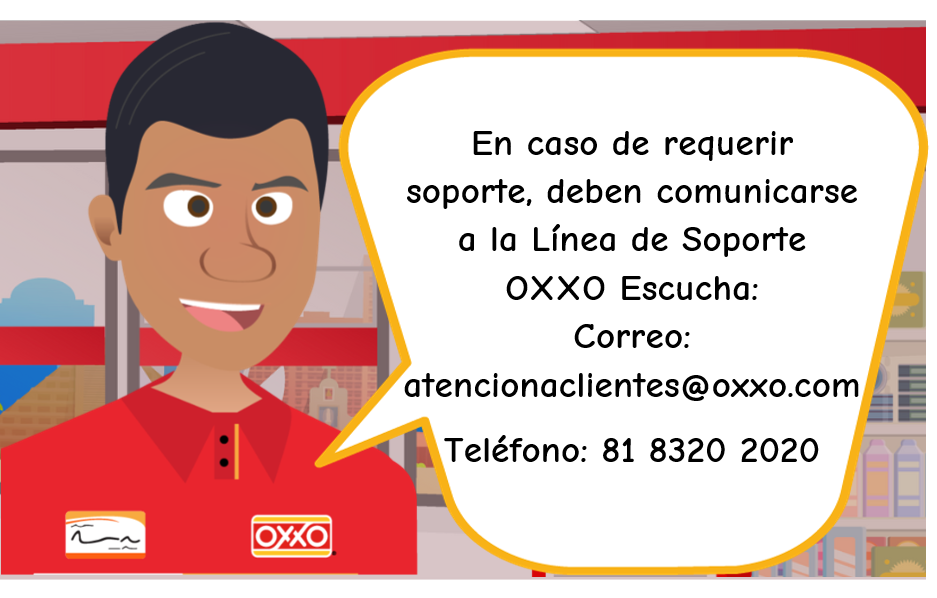 En caso de requerir
soporte, deben comunicarse
a la Línea de Soporte
OXXO Escucha:
Correo:
atencionaclientes@oxxo.com
Teléfono: 81 8320 2020
OXXO